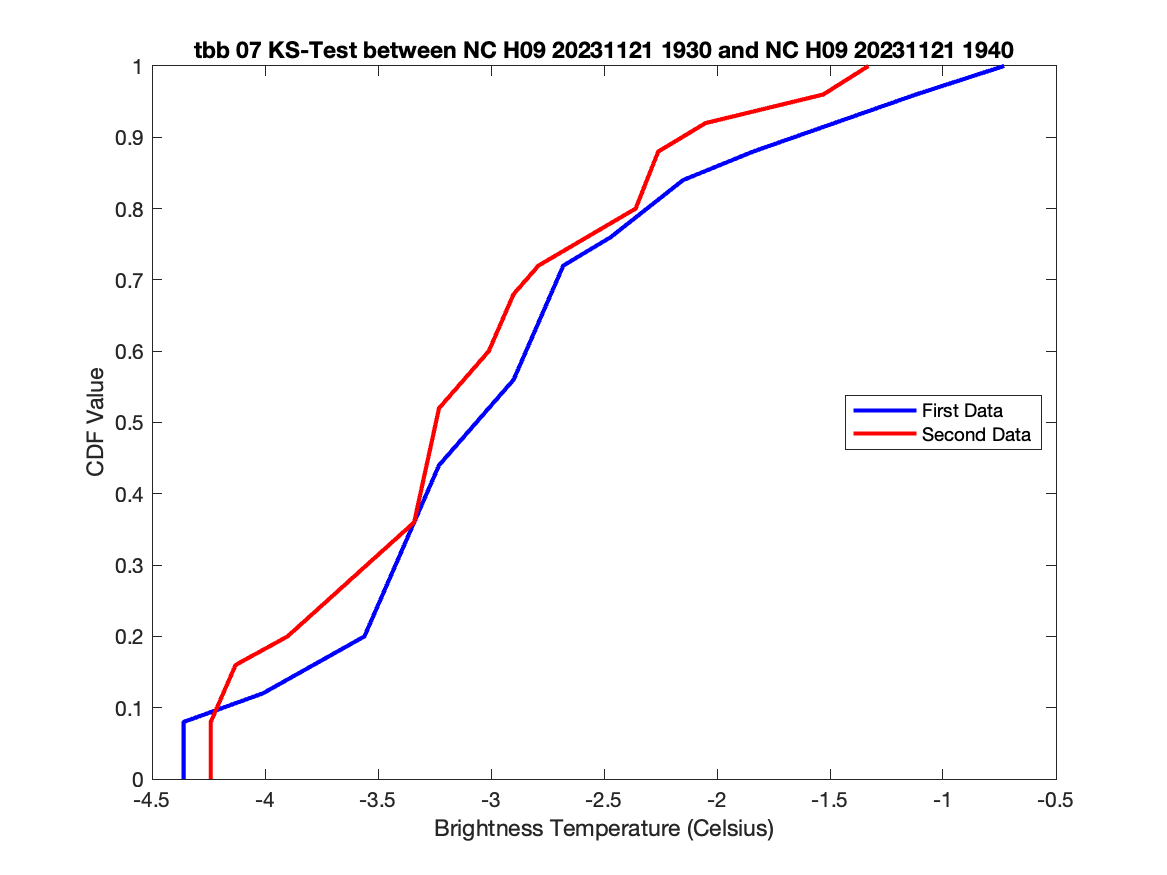 tbb 07 KS-Test between NC H09 20231121 1930 and NC H09 20231121 1940
1
0.9
0.8
0.7
0.6
0.5
0.4
0.3
0.2
0.1
0
CDF Value
First Data
Second Data
-4.5 -4 -3.5 -3 -2.5 -2 -1.5 -1 -0.5
Brightness Temperature (Celsius)